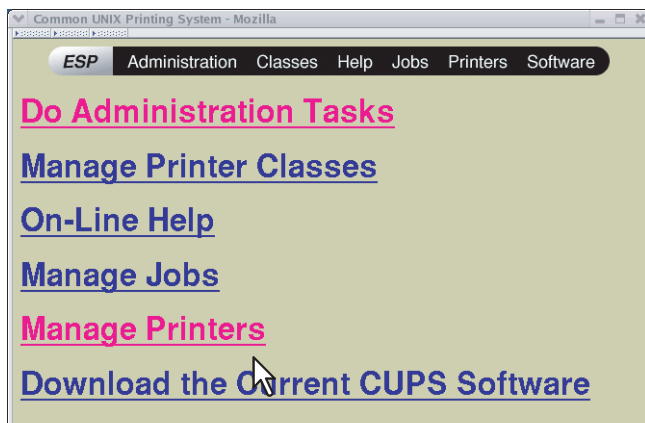 Common UNIX Printing System - Mozilla
ESP Administration Classes Help Jobs Printers Software
Do Administration Tasks
Manage Printer Classes
On-Line Help
Manage Jobs
Manage Printers
Download the Current CUPS Software